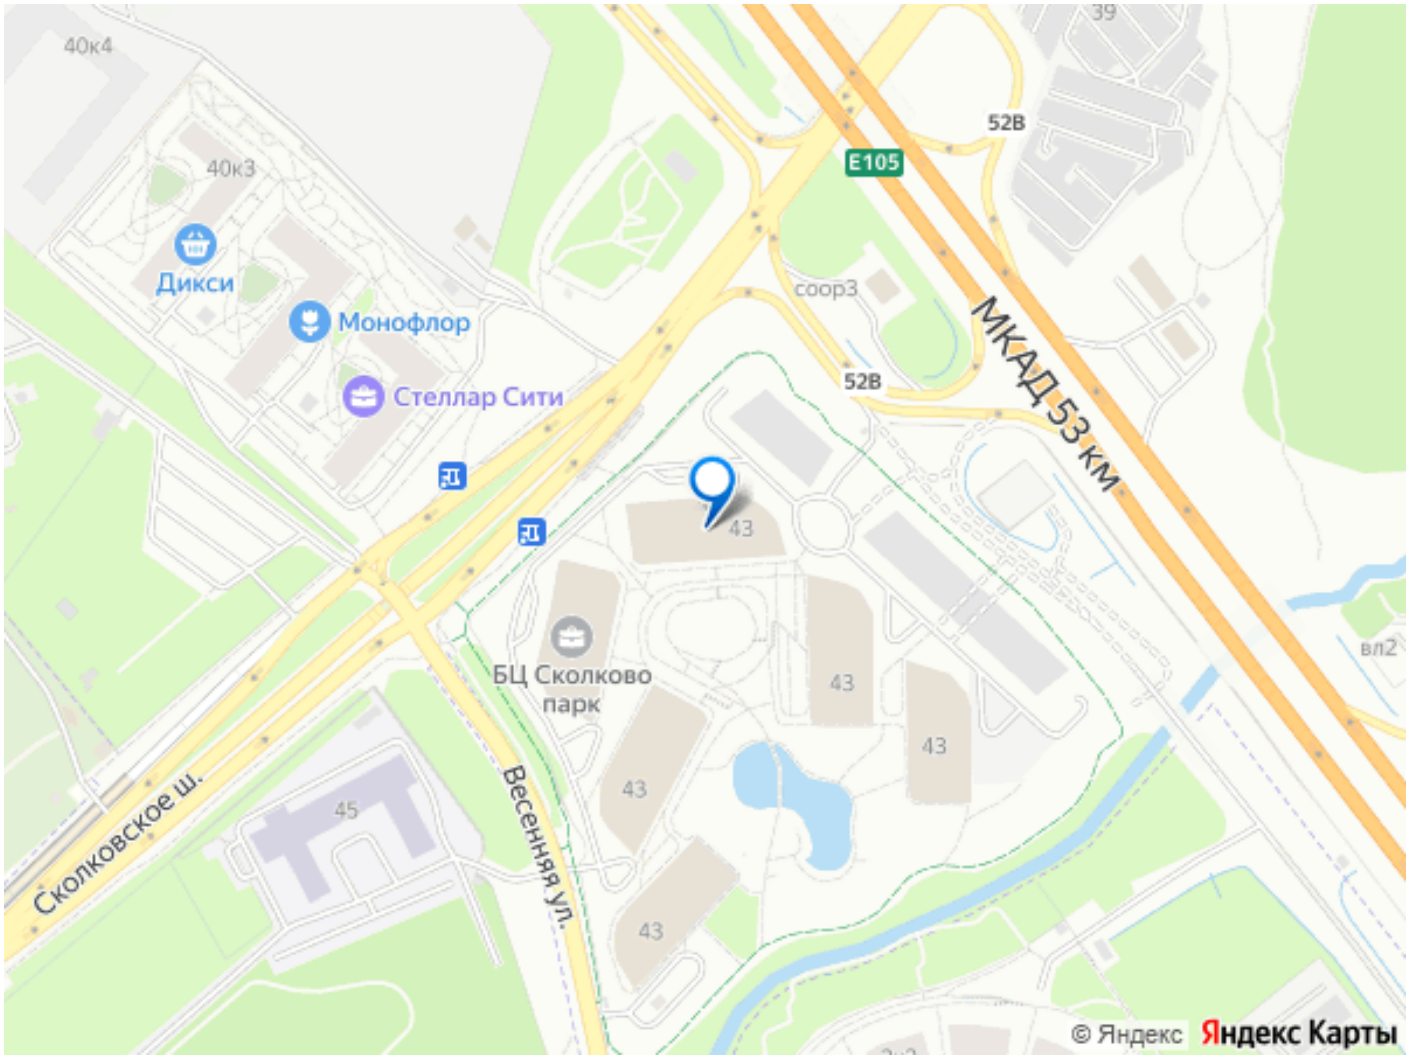 39
40к4
52В
E105
40к3
Дикси
соор3
Монофлор
52В
МКАД 53 км
Стеллар Сити
43
БЦ Сколково
парк
43
43
43
вл2
Весенняя ул.
45
Сколковское ш.
43
© Яндекс
Яндекс Карты